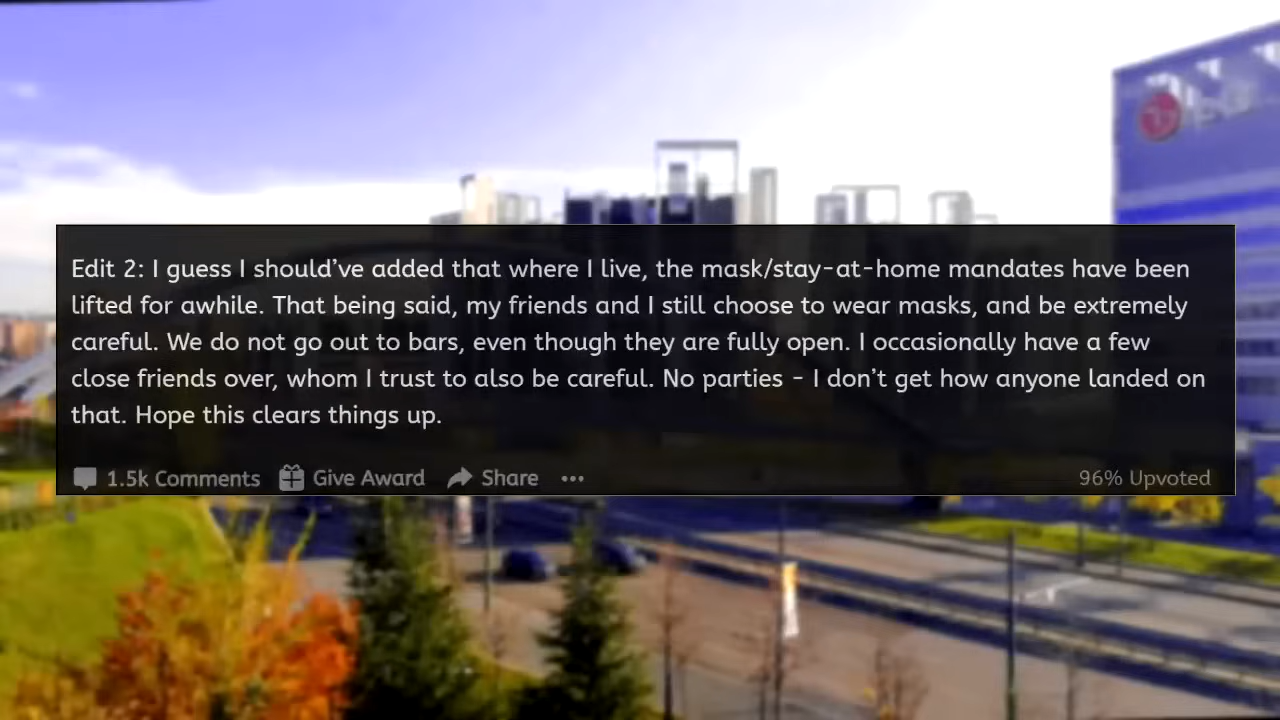 Edit 2: I guess I should’ve added that where I live, the mask/stay-at-home mandates have been
lifted for awhile. That being said, my friends and I still choose to wear masks, and be extremely
careful. We do not go out to bars, even though they are fully open. I occasionally have a few
close friends over, whom I trust to also be careful. No parties - I don’t get how anyone landed on
that. Hope this clears things up.
1.5k Comments Give Award Share ••• 96% Upvoted